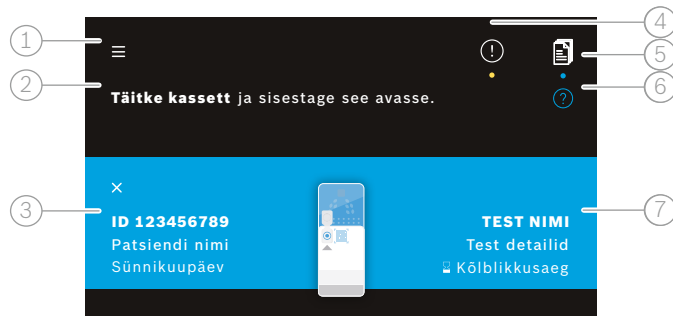 4
1
5
2
Täitke kassett ja sisestage see avasse.
6
3
7
ID 123456789
TEST NIMI
Patsiendi nimi
Test detailid
Sünnikuupäev
Kõlblikkusaeg